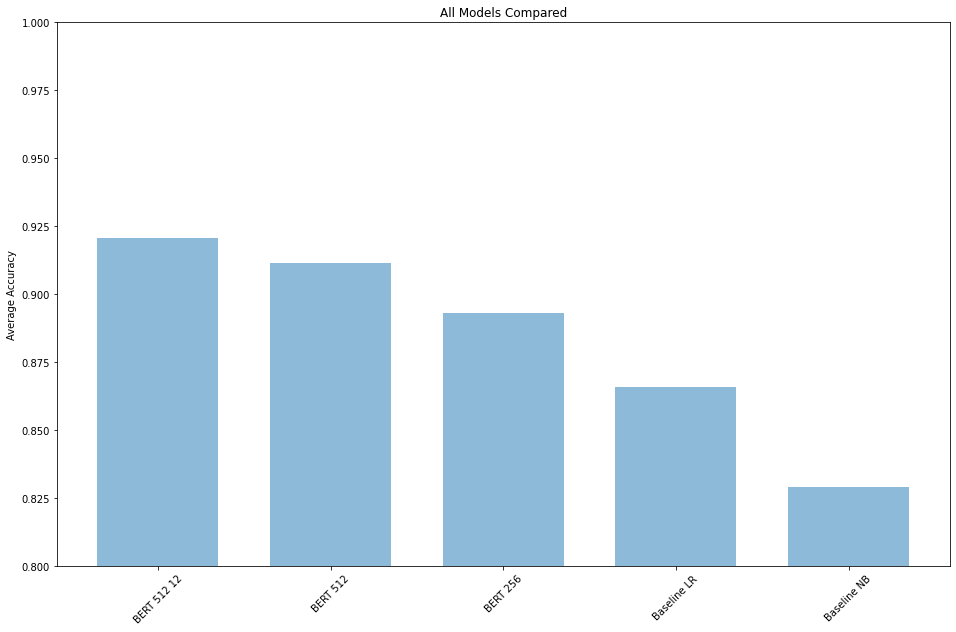 All Models Compared
Average Accuracy
1.000
0.975
0.950
0.925
0.900
0.875
0.850
0.825
0.800
BERT 512 12
BERT 512
BERT 256
Baseline LR
Baseline NB